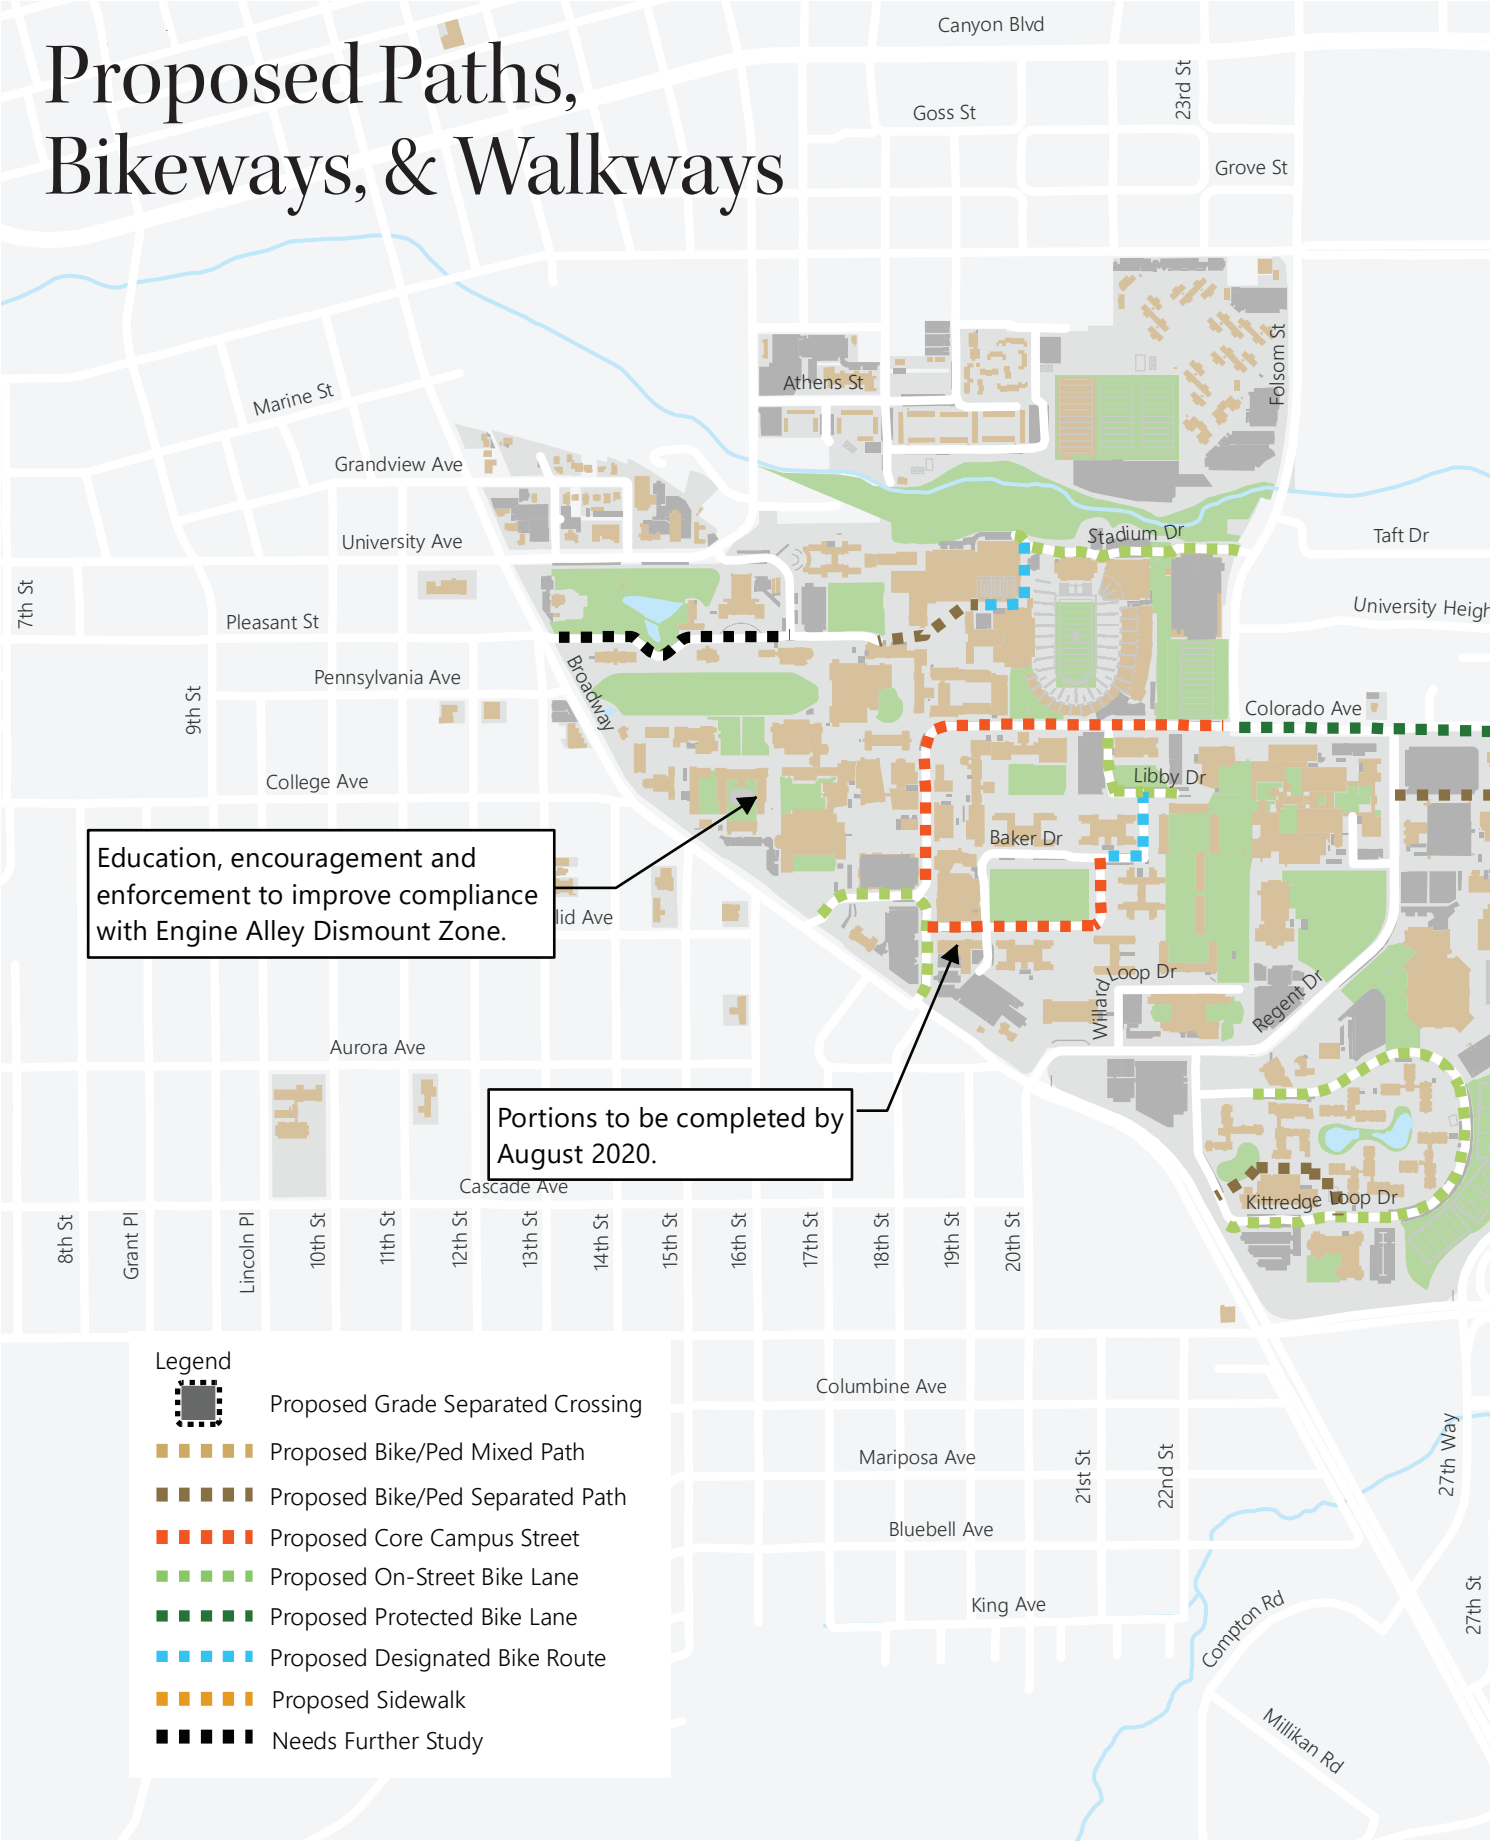 Proposed Paths,
Bikeways, & Walkways
Canyon Blvd
23rd St
Goss St
Grove St
Folsom St
Athens St
Marine St
Grandview Ave
University Ave
Stadium Dr
Taft Dr
7th St
Pleasant St
University Heigh
Pennsylvania Ave
Broadway
9th St
Colorado Ave
College Ave
Libby Dr
Baker Dr
Education, encouragement and
enforcement to improve compliance
with Engine Alley Dismount Zone.
lid Ave
Willard
Loop Dr
Regent Dr
Aurora Ave
Portions to be completed by
August 2020.
Cascade Ave
Kittredge Loop Dr
8th St
Grant Pl
Lincoln Pl
10th St
11th St
12th St
13th St
14th St
15th St
16th St
17th St
18th St
19th St
20th St
Legend
Proposed Grade Separated Crossing
Proposed Bike/Ped Mixed Path
Proposed Bike/Ped Separated Path
Proposed Core Campus Street
Proposed On-Street Bike Lane
Proposed Protected Bike Lane
Proposed Designated Bike Route
Proposed Sidewalk
Needs Further Study
Columbine Ave
Mariposa Ave
21st St
22nd St
27th Way
Bluebell Ave
King Ave
27th St
Compton Rd
Millikan Rd